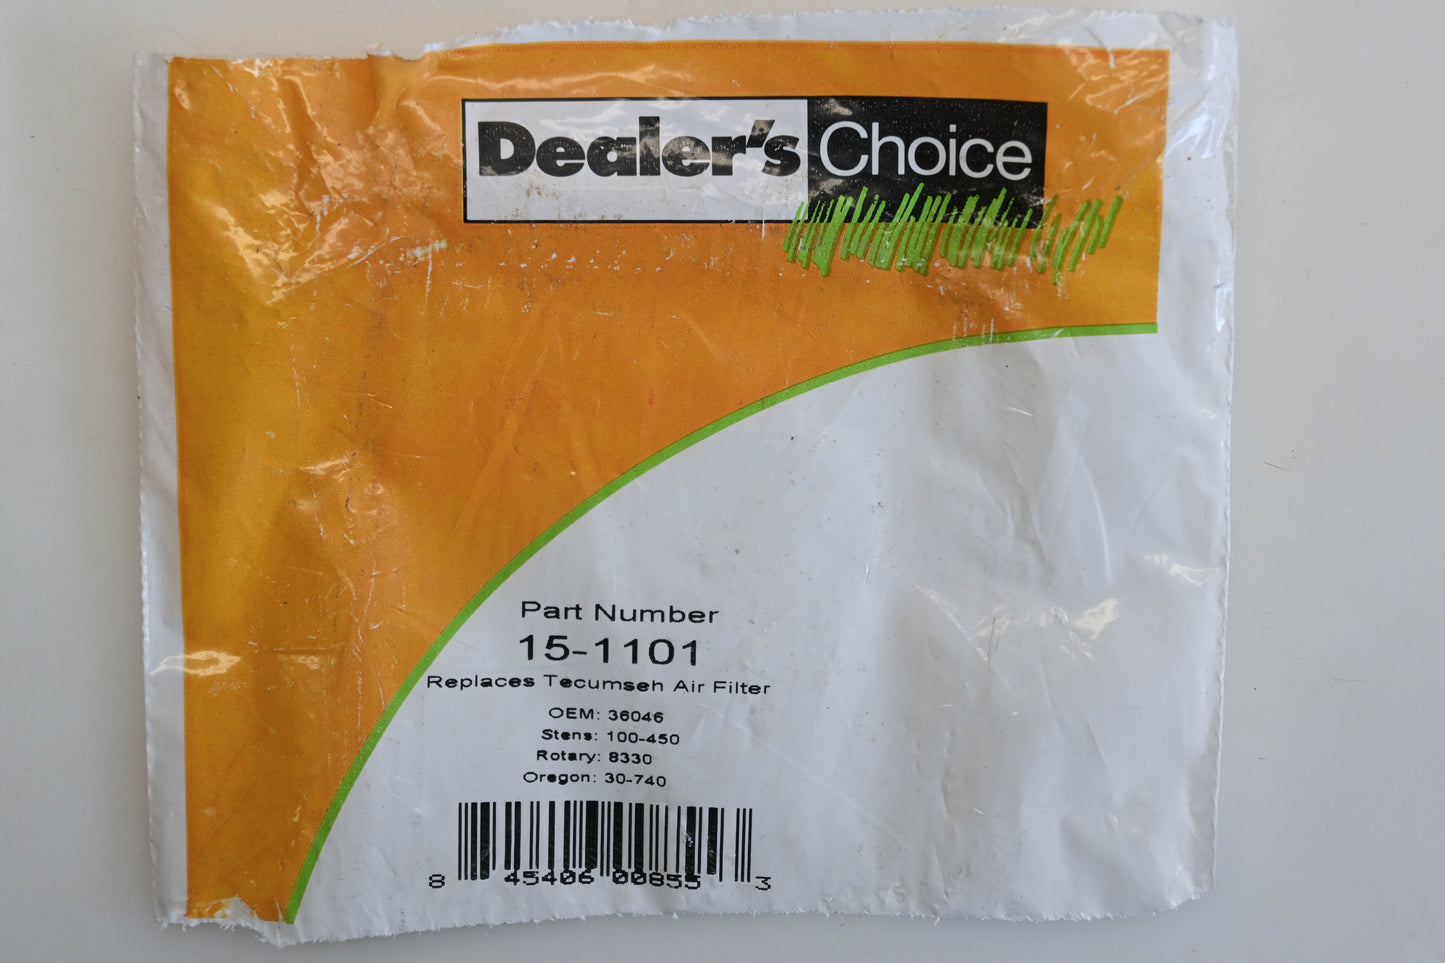 Dealer's Choice
Part Number
15-1101
Replaces Tecumseh Air Filter
OEM: 36046
Stens: 100-450
Rotary: 8330
Oregon: 30-740
8 45406 00855 3